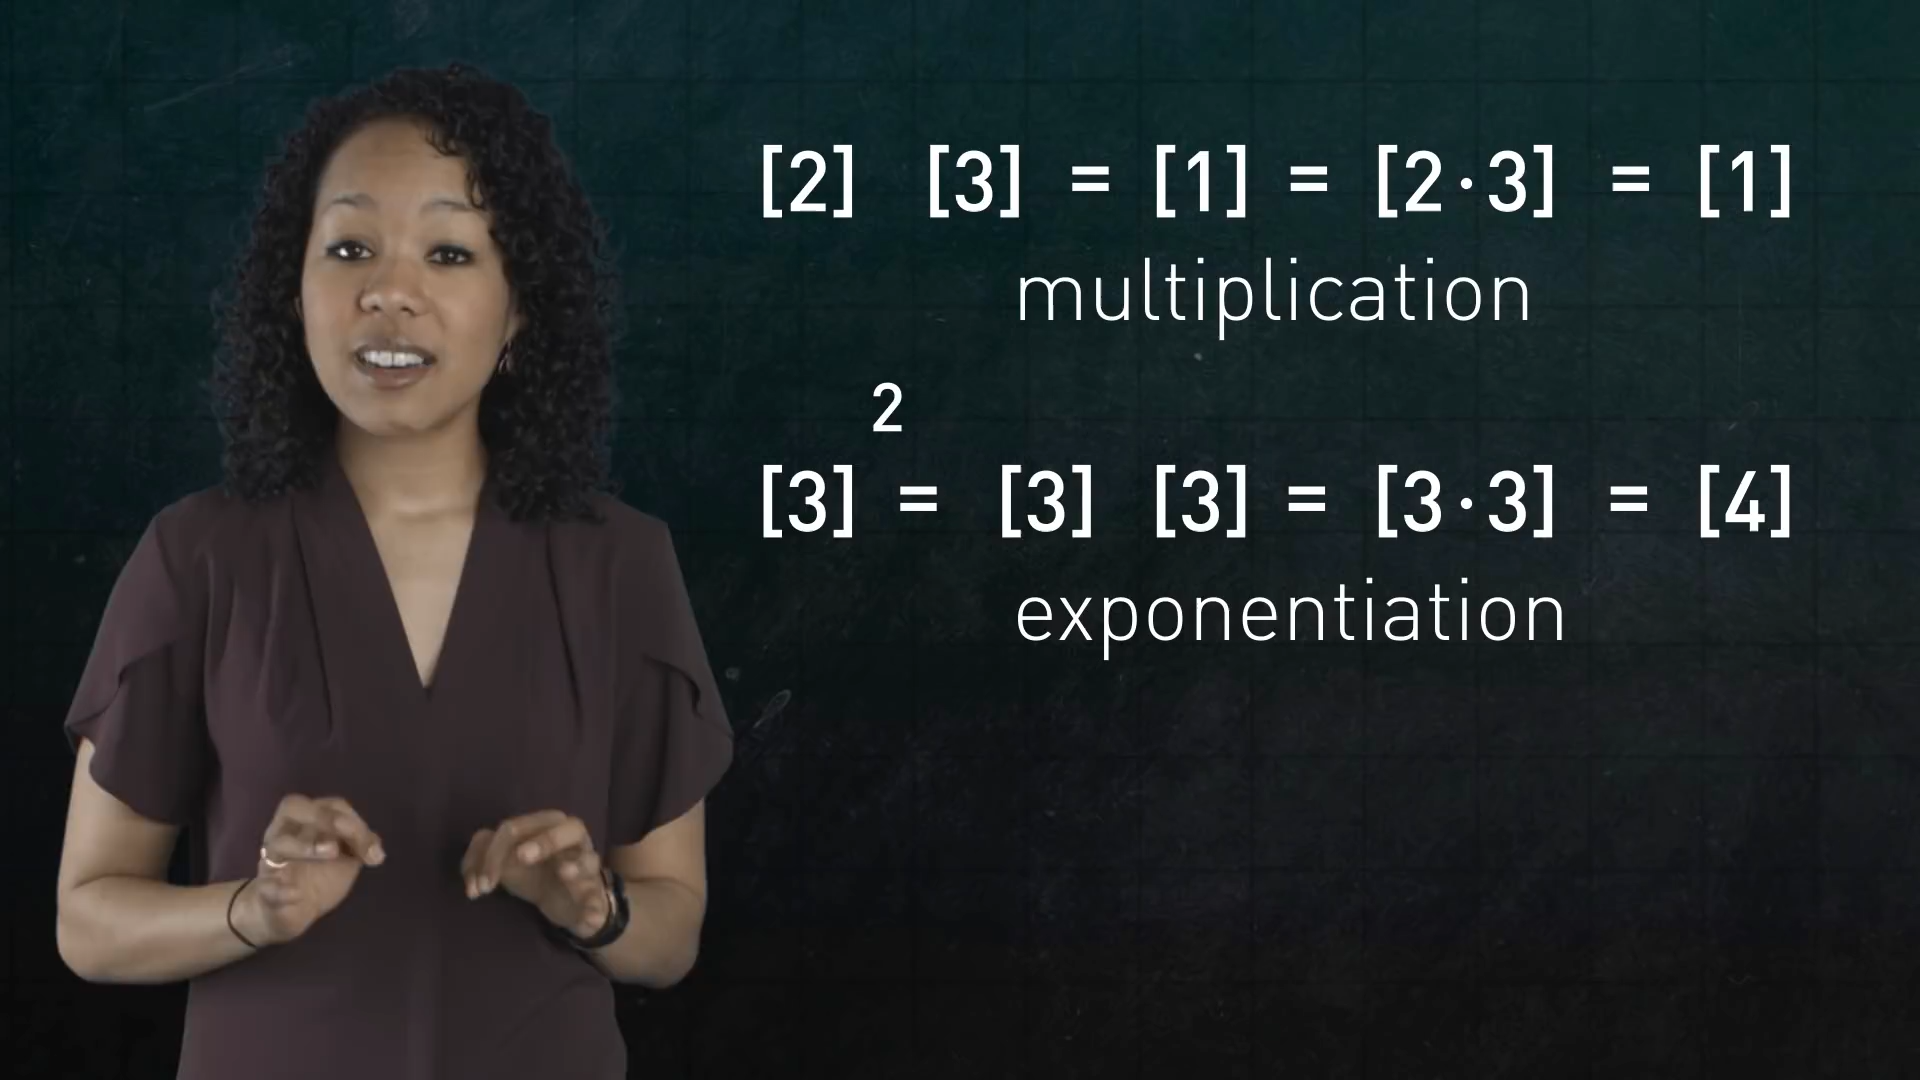 [2] [3] = [1] = [2·3] = [1]
multiplication
2
[3] = [3] [3] = [3·3] = [4]
exponentiation